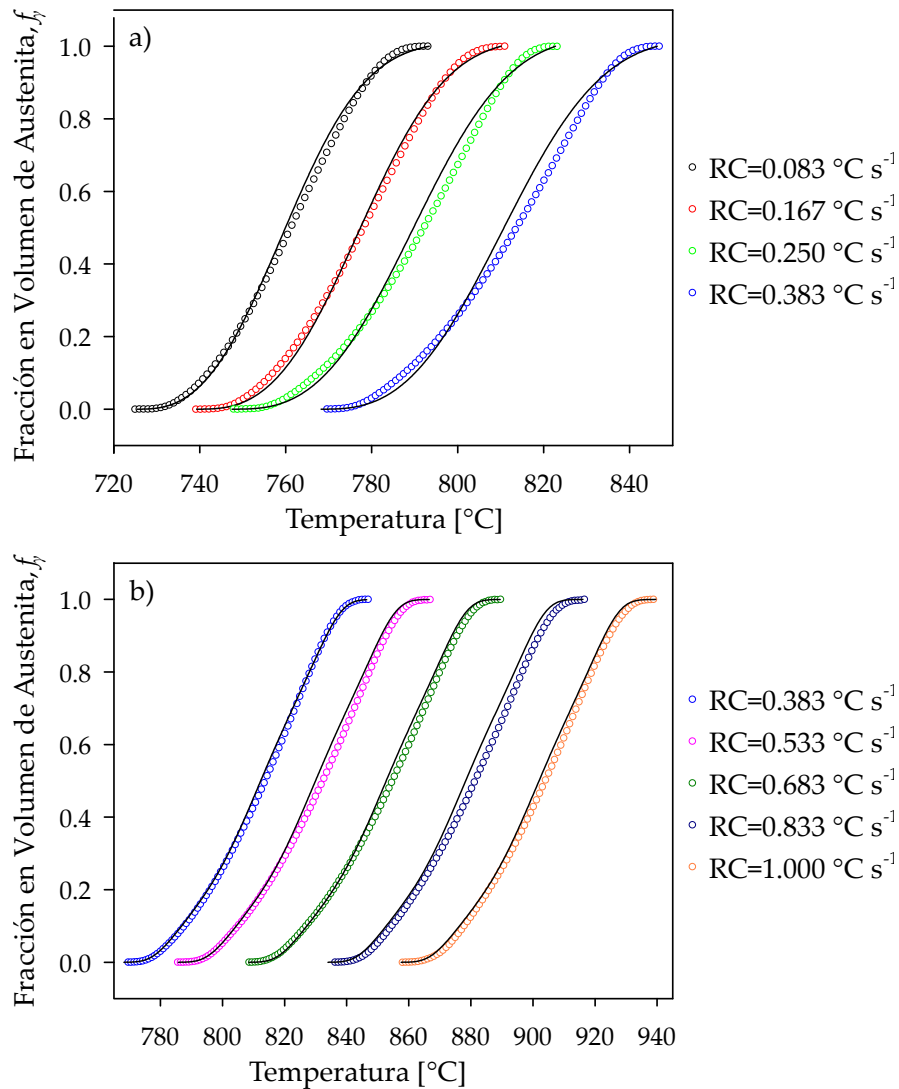 a)
Fracción en Volumen de Austenita, fγ
1.0
0.8
0.6
0.4
0.2
0.0
720 740 760 780 800 820 840
Temperatura [°C]
RC=0.083 °C s-1
RC=0.167 °C s-1
RC=0.250 °C s-1
RC=0.383 °C s-1
b)
Fracción en Volumen de Austenita, fγ
1.0
0.8
0.6
0.4
0.2
0.0
780 800 820 840 860 880 900 920 940
Temperatura [°C]
RC=0.383 °C s-1
RC=0.533 °C s-1
RC=0.683 °C s-1
RC=0.833 °C s-1
RC=1.000 °C s-1